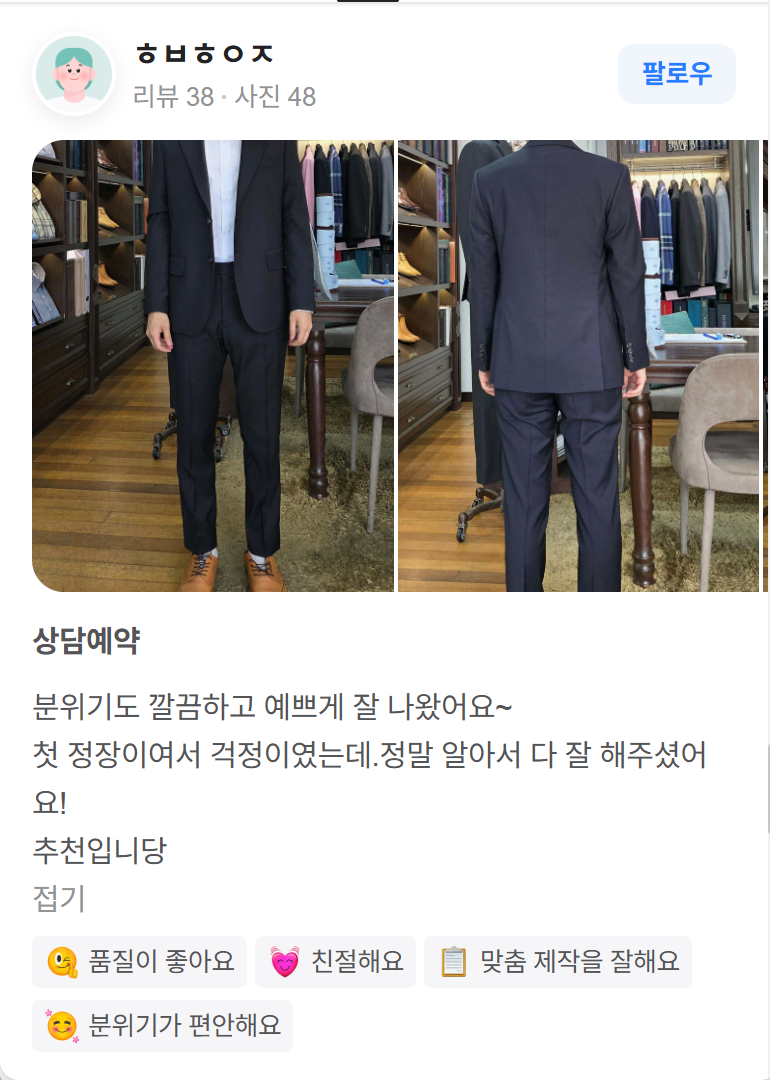 ㅎㅂㅎㅇㅈ
리뷰 38 · 사진 48
팔로우
상담예약
분위기도 깔끔하고 예쁘게 잘 나왔어요~
첫 정장이여서 걱정이였는데.정말 알아서 다 잘 해주셨어
요!
추천입니당
접기
품질이 좋아요
친절해요
맞춤 제작을 잘해요
분위기가 편안해요